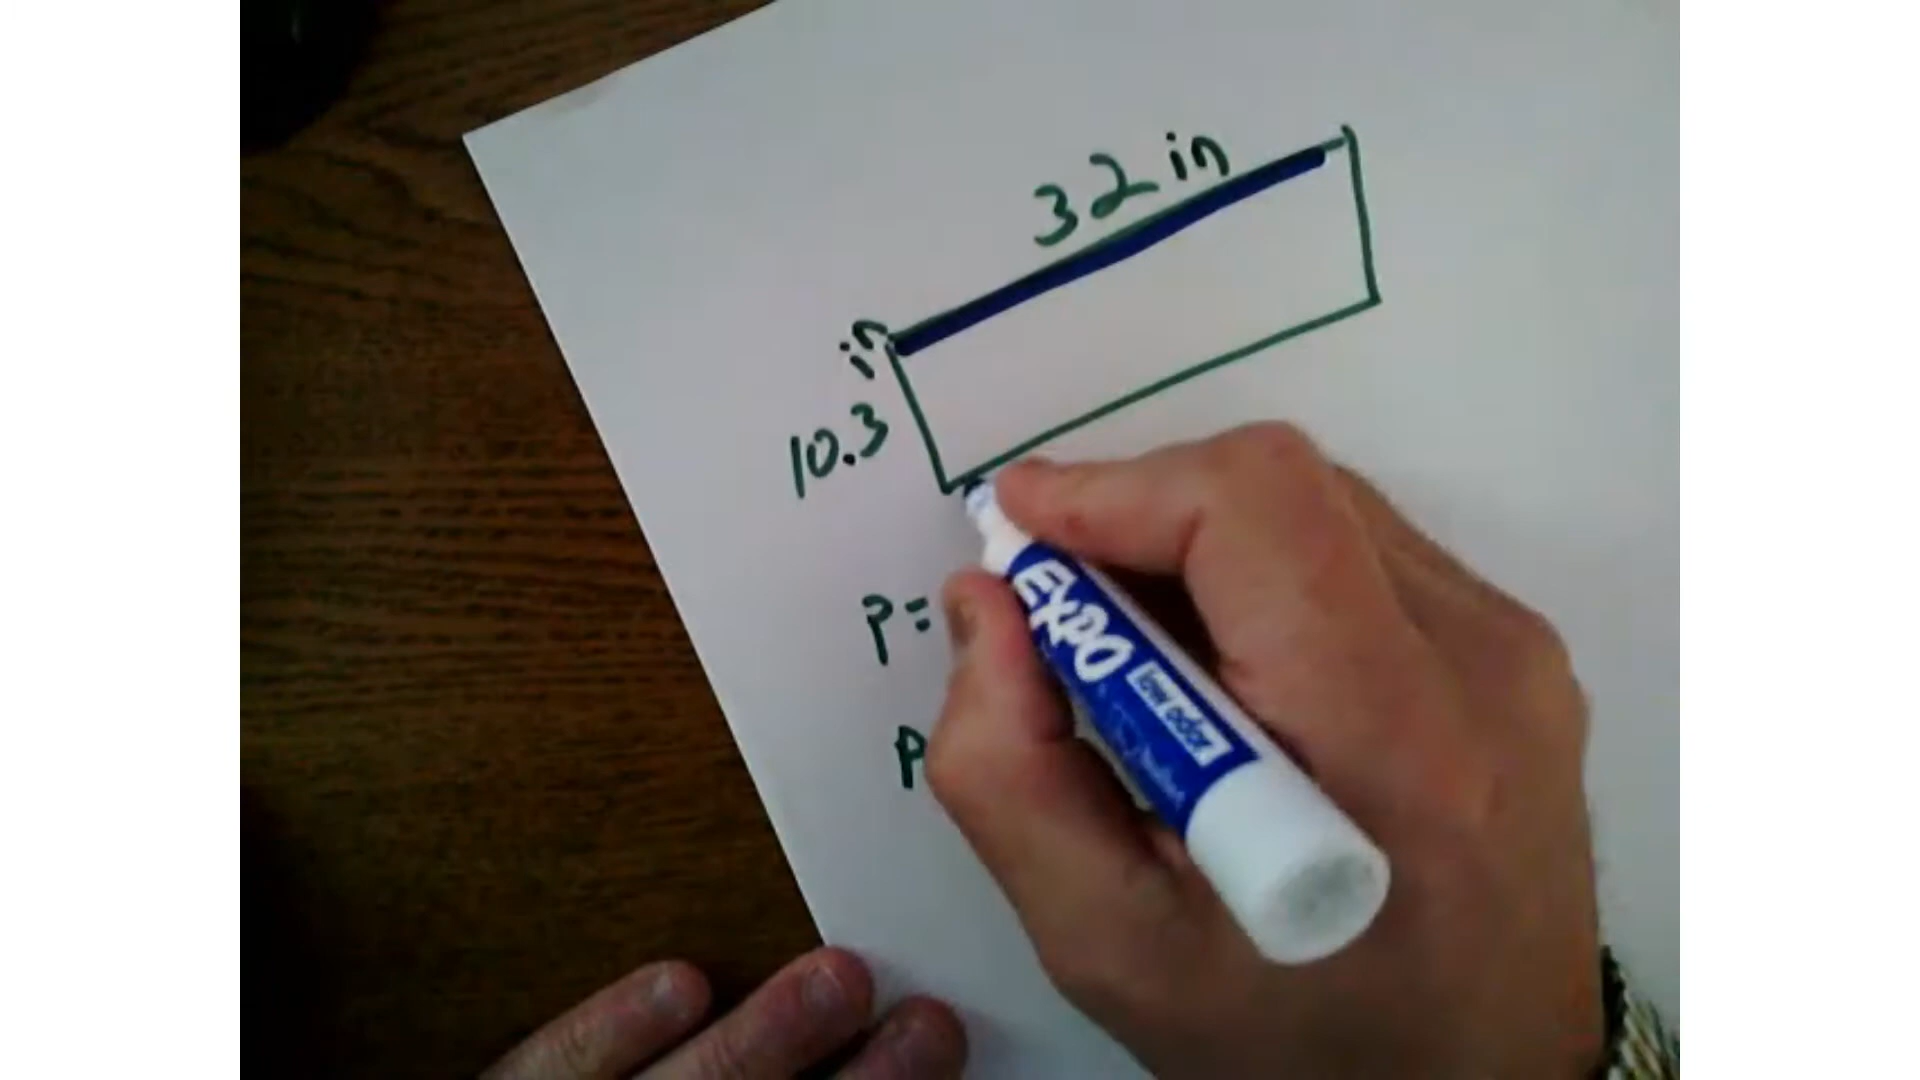 32 in
10.3 in
P=
P
EXPO
low odor